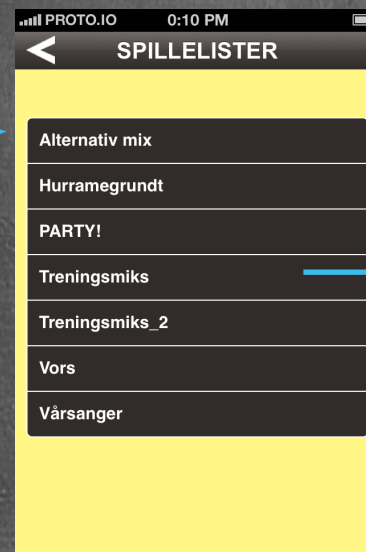 PROTO.IO 0:10 PM
SPILLELISTER
Alternativ mix
Hurramegrundt
PARTY!
Treningsmiks
Treningsmiks_2
Vors
Vårsanger